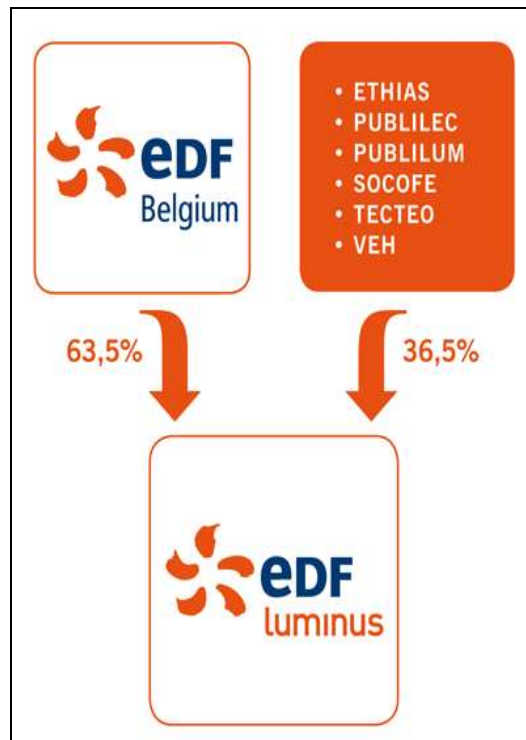 eDF
Belgium
• ETHIAS
• PUBLILEC
• PUBLILUM
• SOCOFE
• TECTEO
• VEH
63,5%
36,5%
eDF
luminus